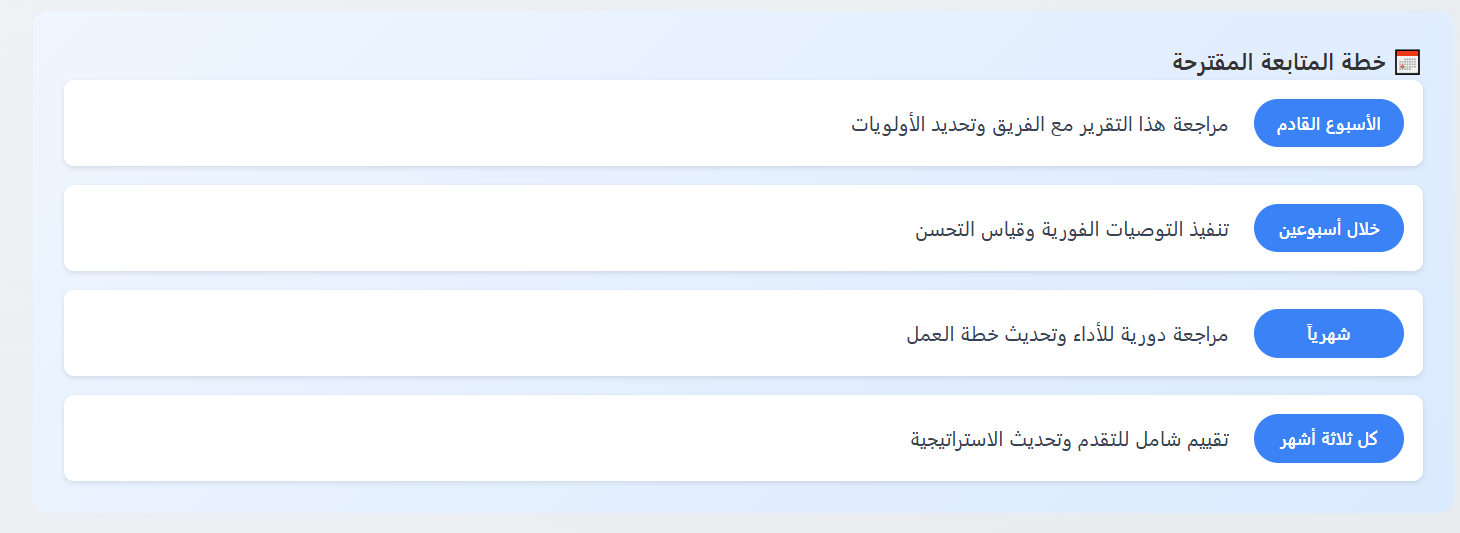 خطة المتابعة المقترحة
الأسبوع القادم مراجعة هذا التقرير مع الفريق وتحديد الأولويات
خلال أسبوعين تنفيذ التوصيات الفورية وقياس التحسن
شهرياً مراجعة دورية للأداء وتحديث خطة العمل
كل ثلاثة أشهر تقييم شامل للتقدم وتحديث الاستراتيجية